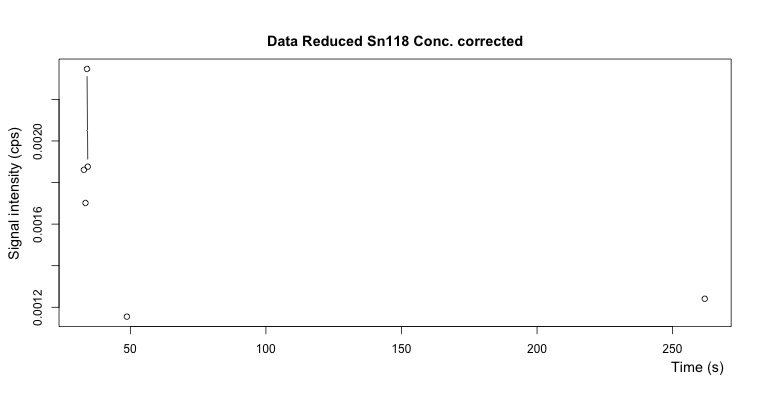 Data Reduced Sn118 Conc. corrected
Signal intensity (cps)
0.0020
0.0016
0.0012
50 100 150 200 250
Time (s)